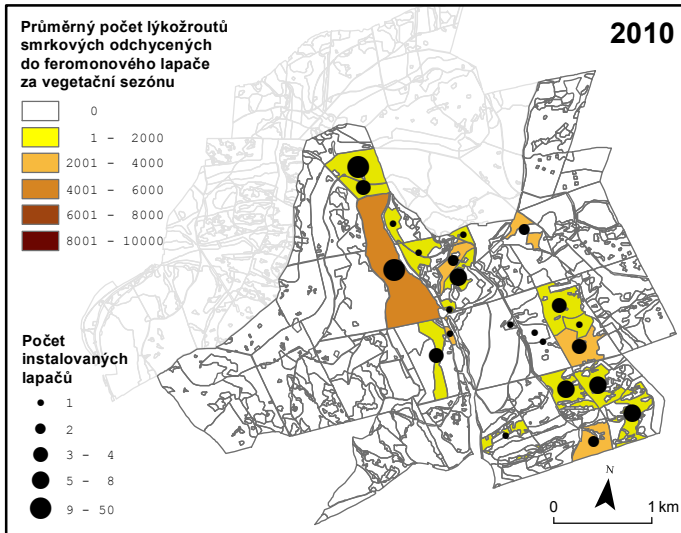 Průměrný počet lýkožroutů
smrkových odchycených
do feromonového lapače
za vegetační sezónu
0
1 – 2000
2001 – 4000
4001 – 6000
6001 – 8000
8001 – 10000
2010
Počet
instalovaných
lapačů
1
2
3 – 4
5 – 8
9 – 50
N
0 1 km